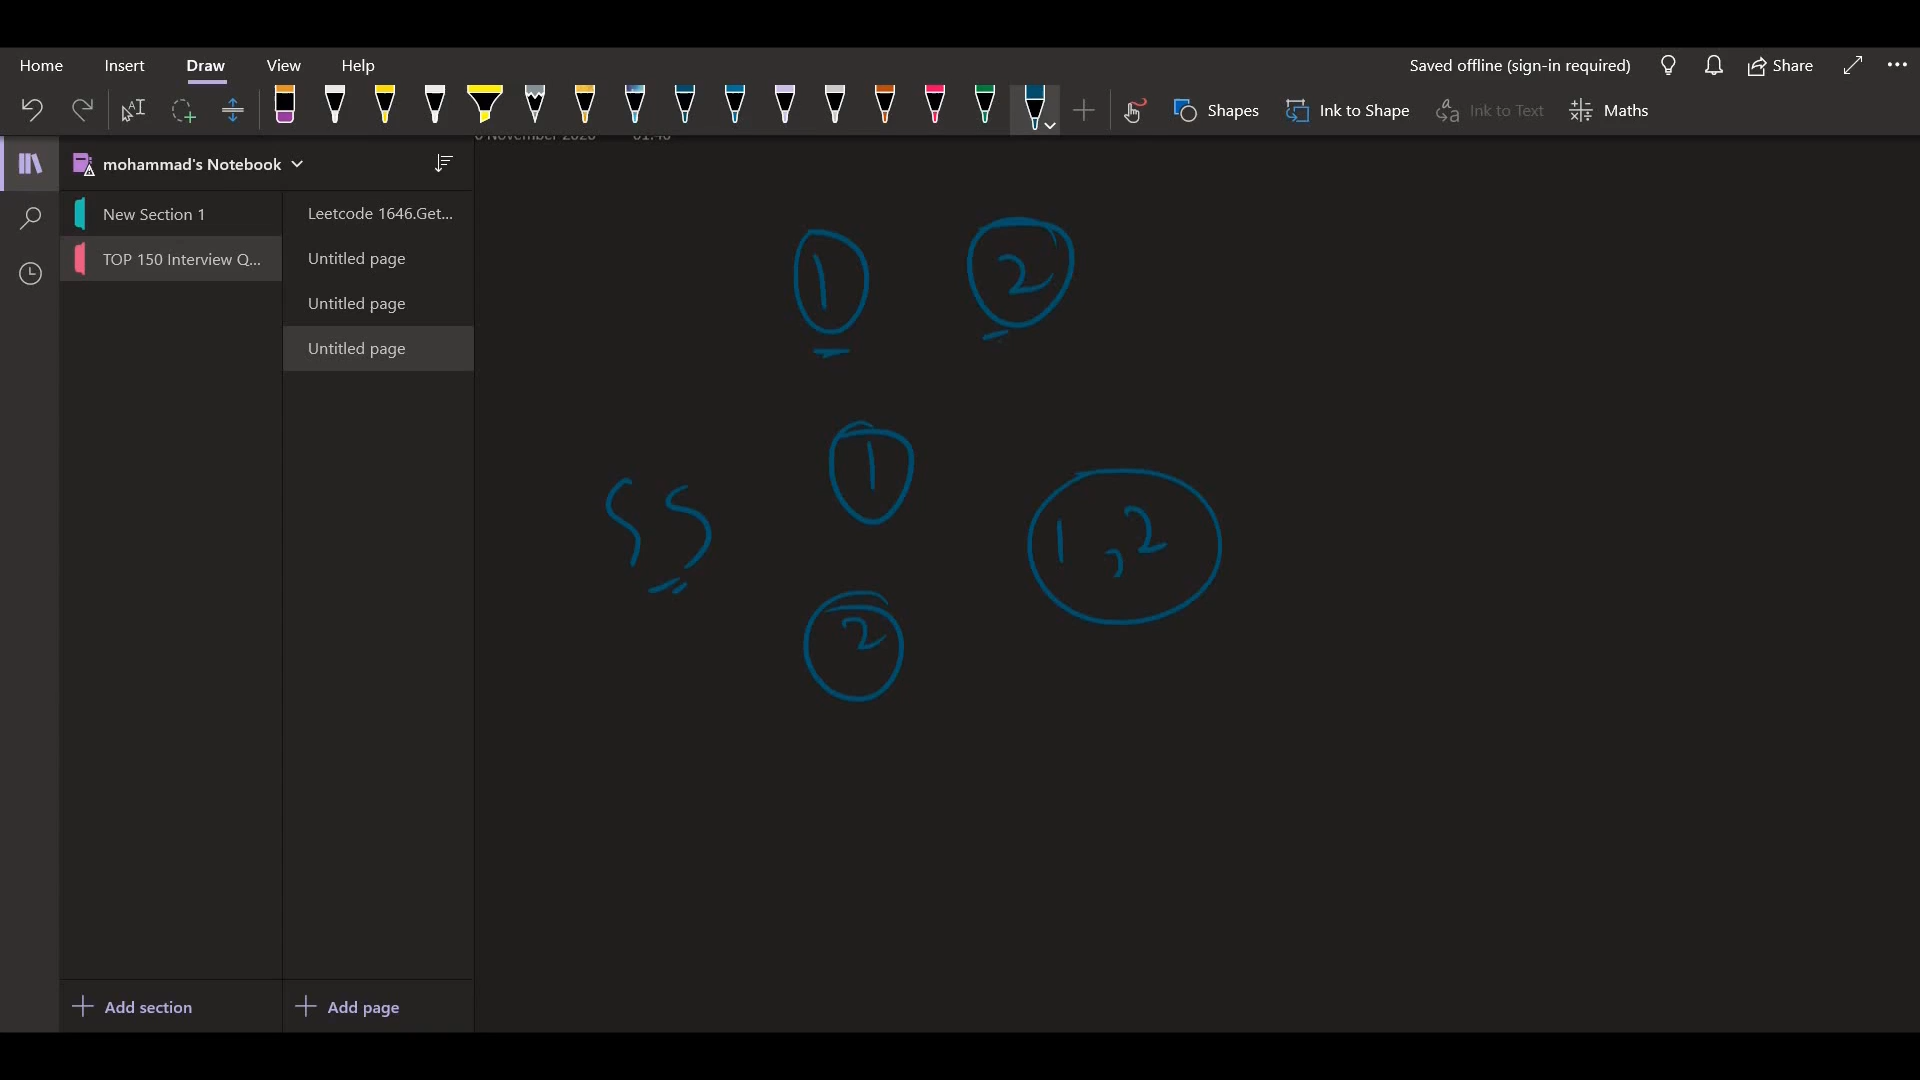 Home Insert Draw View Help Saved offline (sign-in required) Share
Shapes Ink to Shape Ink to Text Maths
mohammad's Notebook
New Section 1
TOP 150 Interview Q...
Leetcode 1646.Get...
Untitled page
Untitled page
Untitled page
1 2
1
SS
1,2
2
Add section Add page